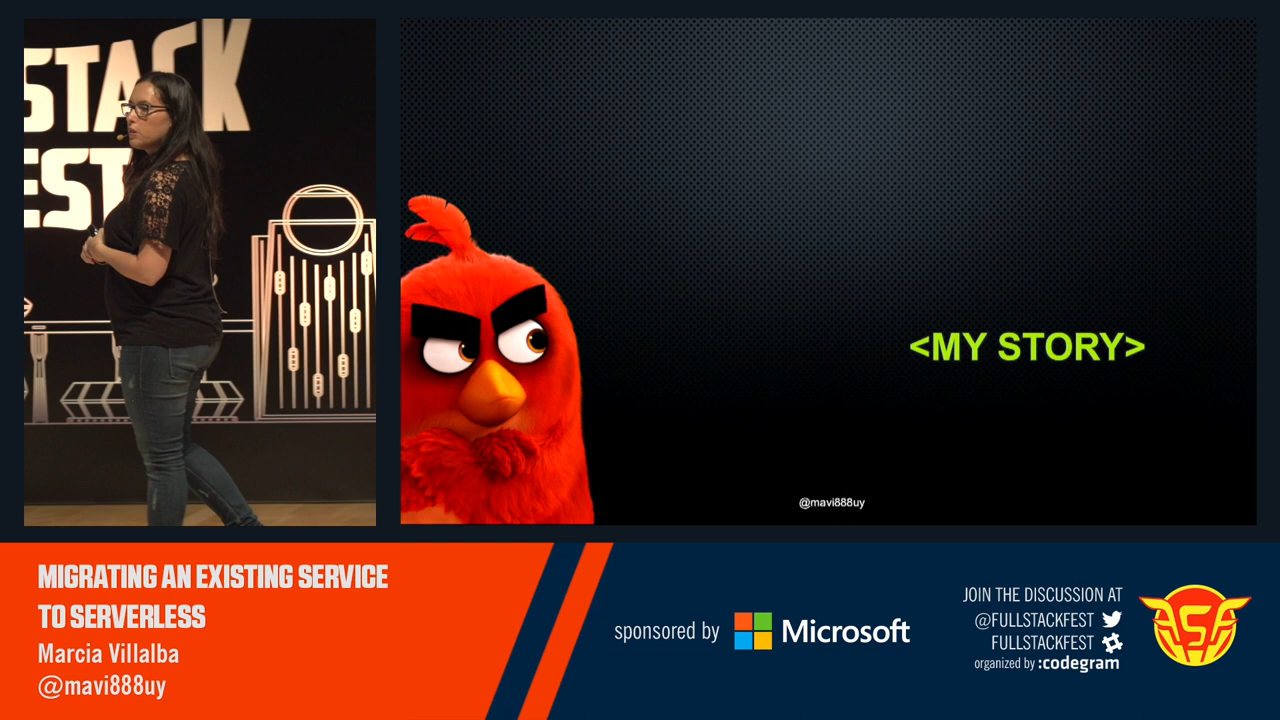 STACK
EST
<MY STORY>
@mavi888uy
MIGRATING AN EXISTING SERVICE
TO SERVERLESS
Marcia Villalba
@mavi888uy
sponsored by Microsoft
JOIN THE DISCUSSION AT
@FULLSTACKFEST
FULLSTACKFEST
organized by :codegram
FSF